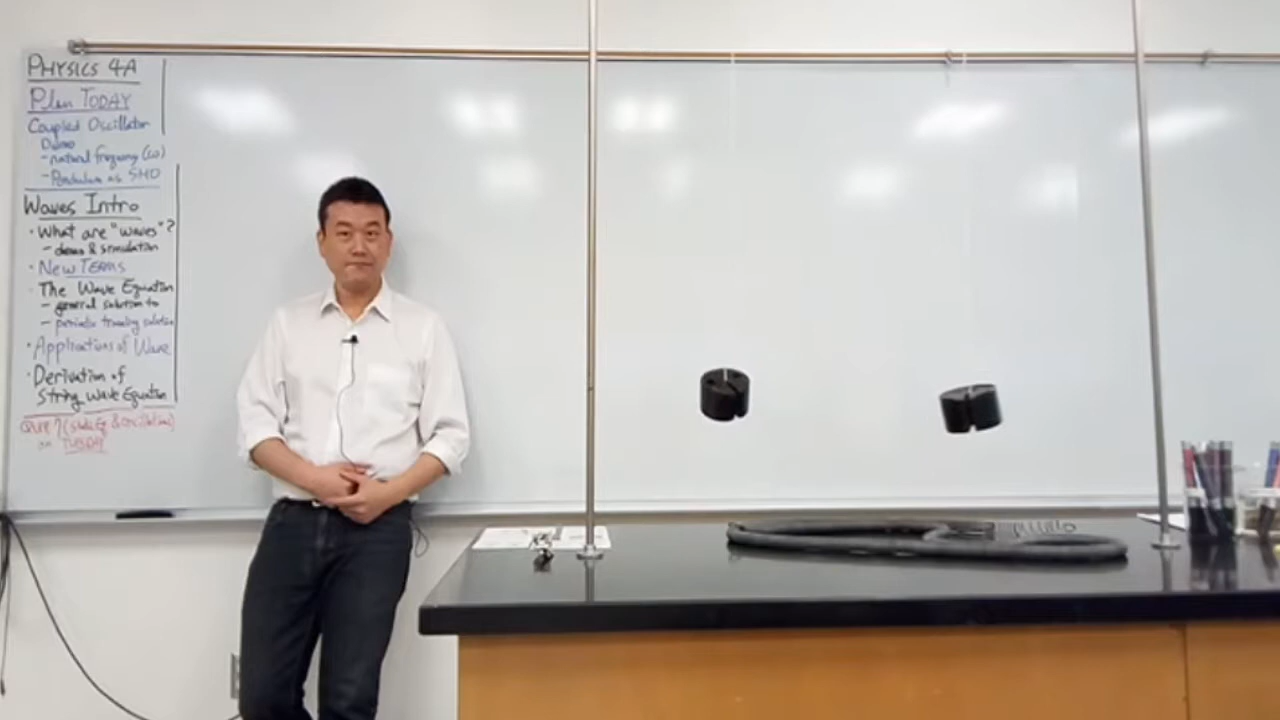 PHYSICS 4A
Plan TODAY
Coupled Oscillator
Demo
- natural frequency (ω)
- Pendulum as SHO
Waves Intro
· What are "waves"?
- demo & simulation
· New TERMS
· The Wave Equation
- general solution to
- periodic traveling solution
· Applications of Wave
· Derivation of
String Wave Equation
on TUESDAY